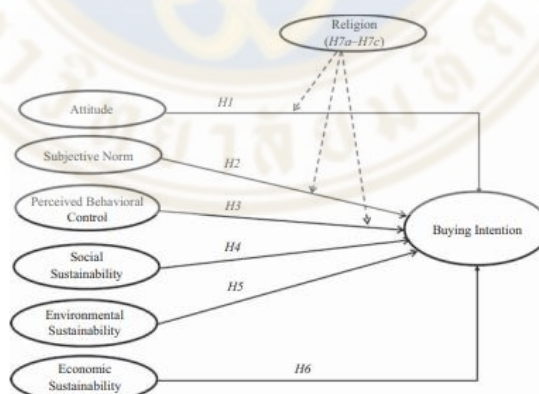 Religion
(H7a–H7c)
Attitude
H1
Subjective Norm
H2
Perceived Behavioral
Control
H3
Social
Sustainability
H4
Buying Intention
Environmental
Sustainability
H5
Economic
Sustainability
H6